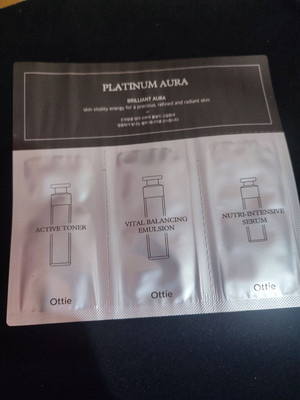 PLATINUM AURA
BRILLIANT AURA
skin vitality energy for a precious, refined and radiant skin
ACTIVE TONER
VITAL BALANCING
EMULSION
NUTRI-INTENSIVE
SERUM
Ottie
Ottie
Ottie